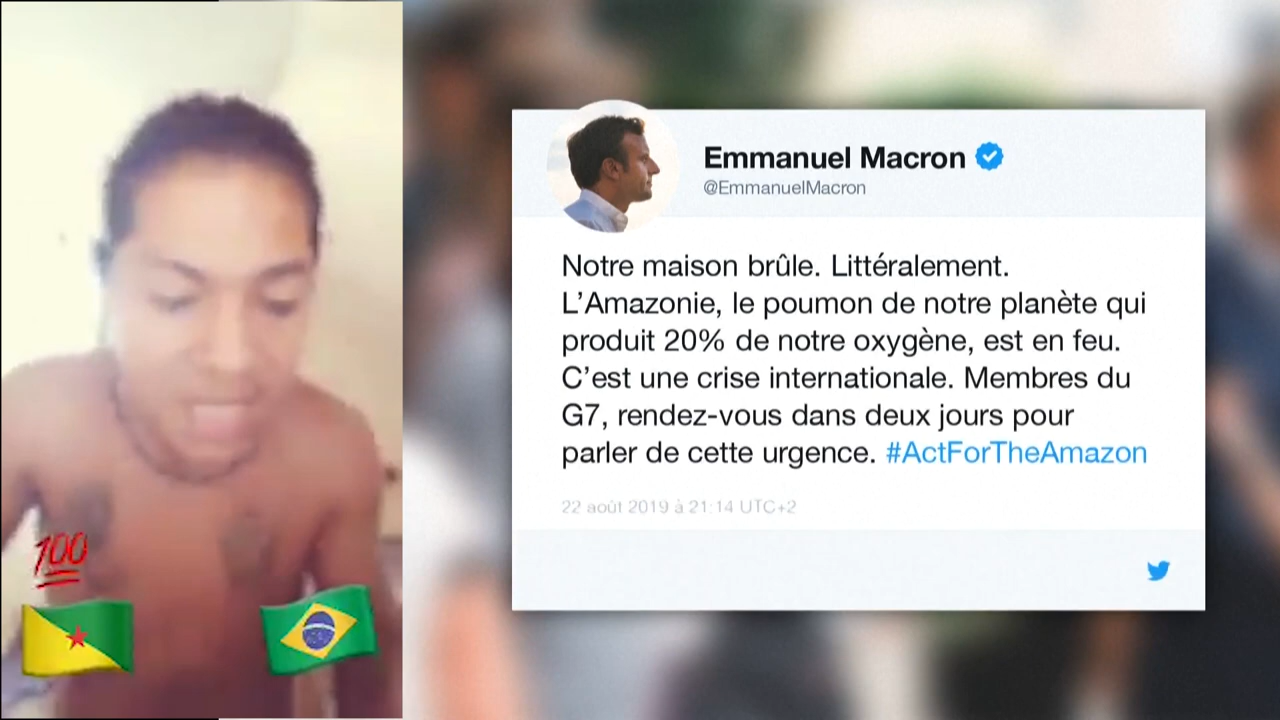 Emmanuel Macron
@EmmanuelMacron
Notre maison brûle. Littéralement.
L’Amazonie, le poumon de notre planète qui
produit 20% de notre oxygène, est en feu.
C’est une crise internationale. Membres du
G7, rendez-vous dans deux jours pour
parler de cette urgence. #ActForTheAmazon
22 août 2019 à 21:14 UTC+2
100